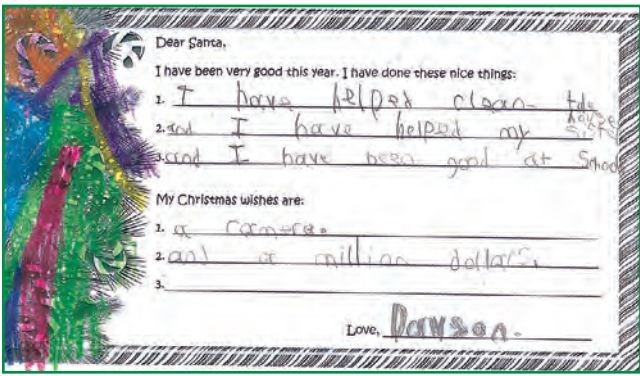 Dear Santa,
I have been very good this year. I have done these nice things:
1. I have helped clean the house
2. and I have helped my sits
3. and I have been good at School
My Christmas wishes are:
1. a camera.
2. and a million dollars.
3.
Love, Dawson.